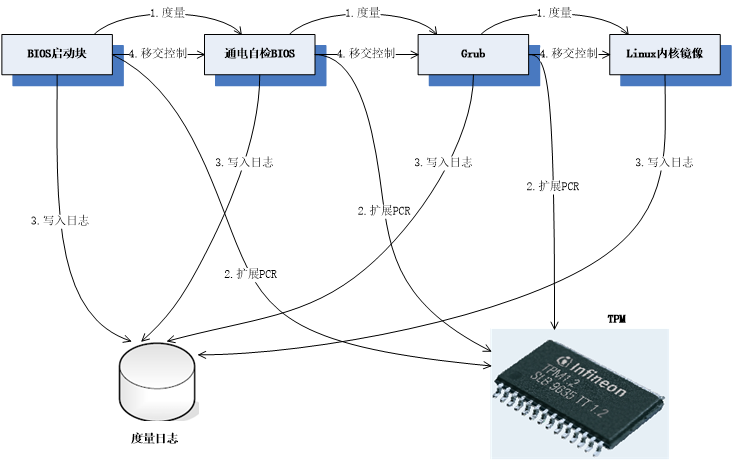 1.度量
1.度量
1.度量
BIOS启动块
4.移交控制
通电自检BIOS
4.移交控制
Grub
4.移交控制
Linux内核镜像
3.写入日志
3.写入日志
3.写入日志
2.扩展PCR
2.扩展PCR
3.写入日志
2.扩展PCR
TPM
Infineon
TPM1.2
SLB 9635 TT 1.2
度量日志